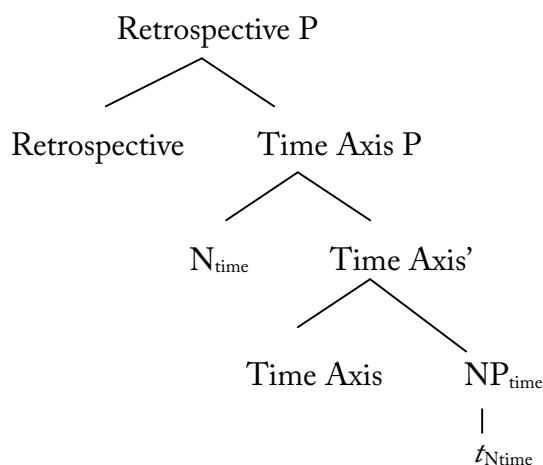 Retrospective P
Retrospective Time Axis P
Ntime Time Axis’
Time Axis NPtime
tNtime